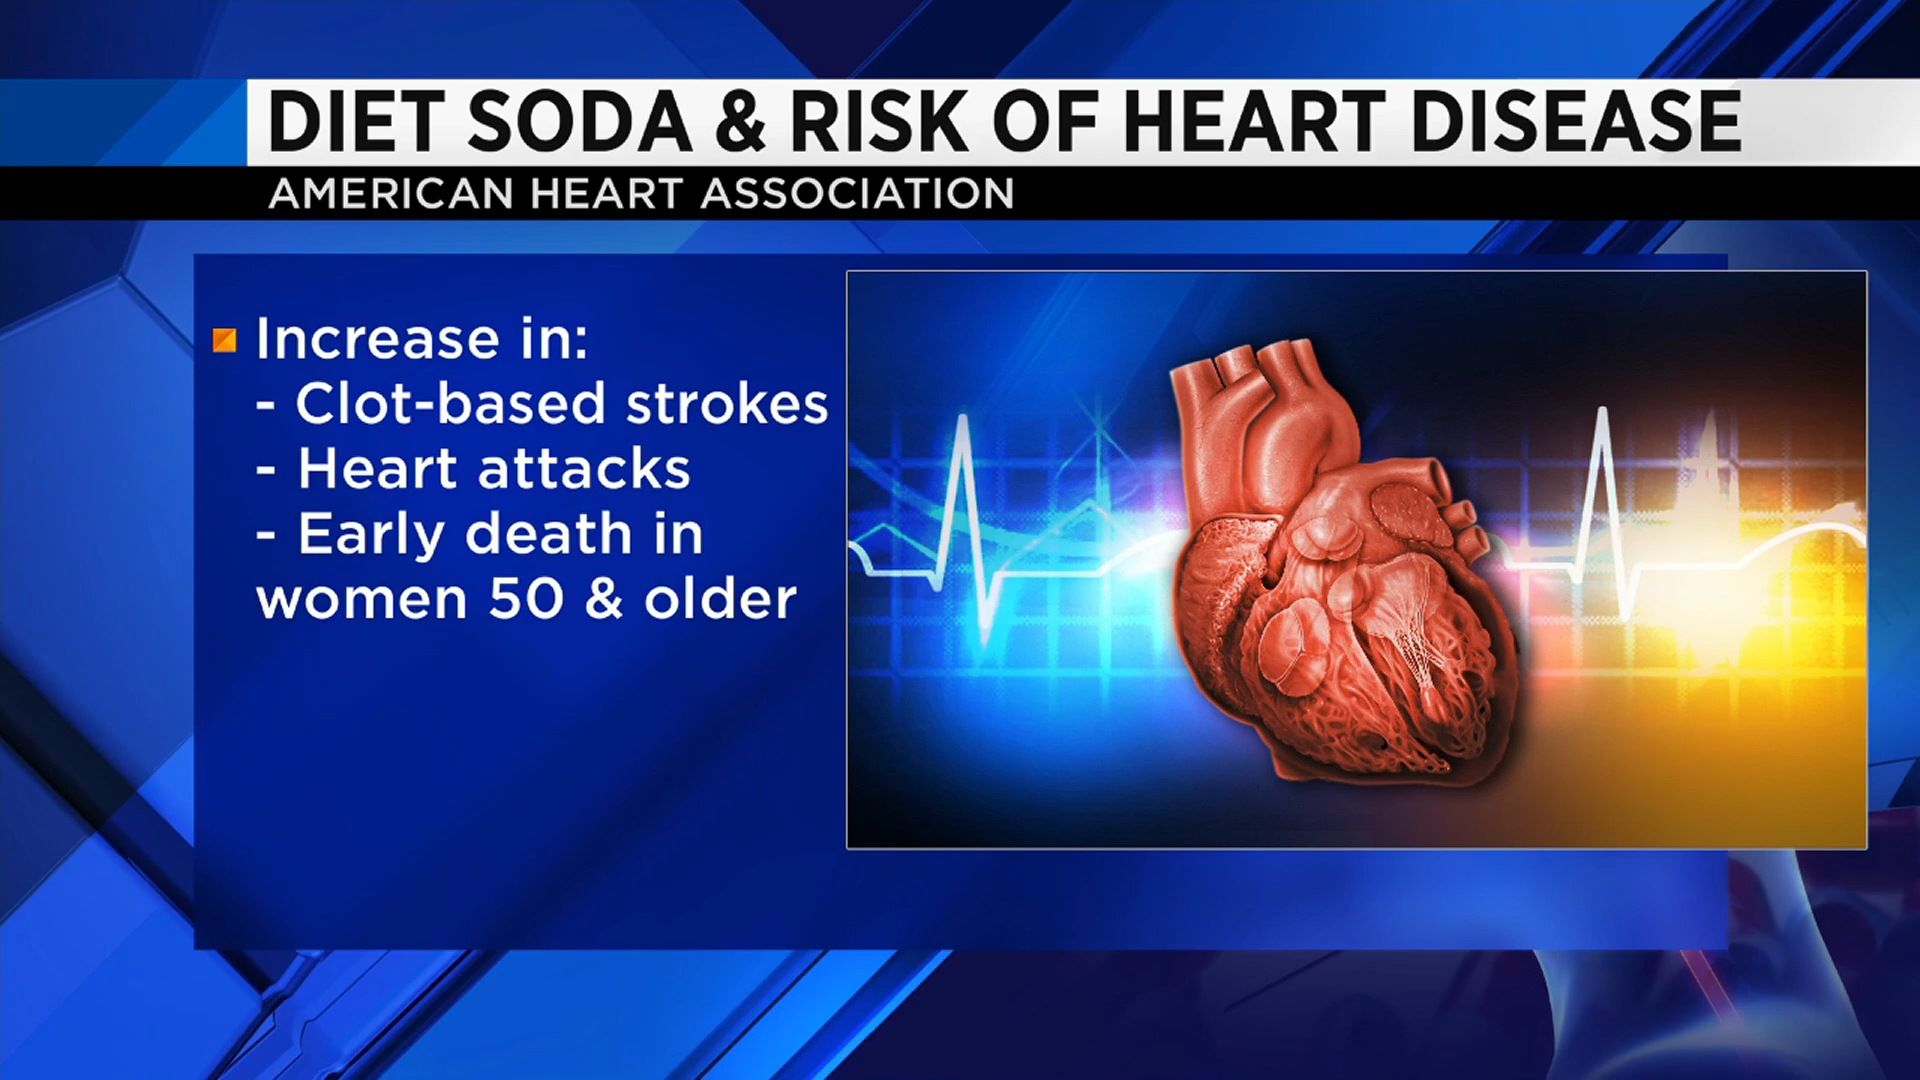 DIET SODA & RISK OF HEART DISEASE
AMERICAN HEART ASSOCIATION
Increase in:
- Clot-based strokes
- Heart attacks
- Early death in
women 50 & older